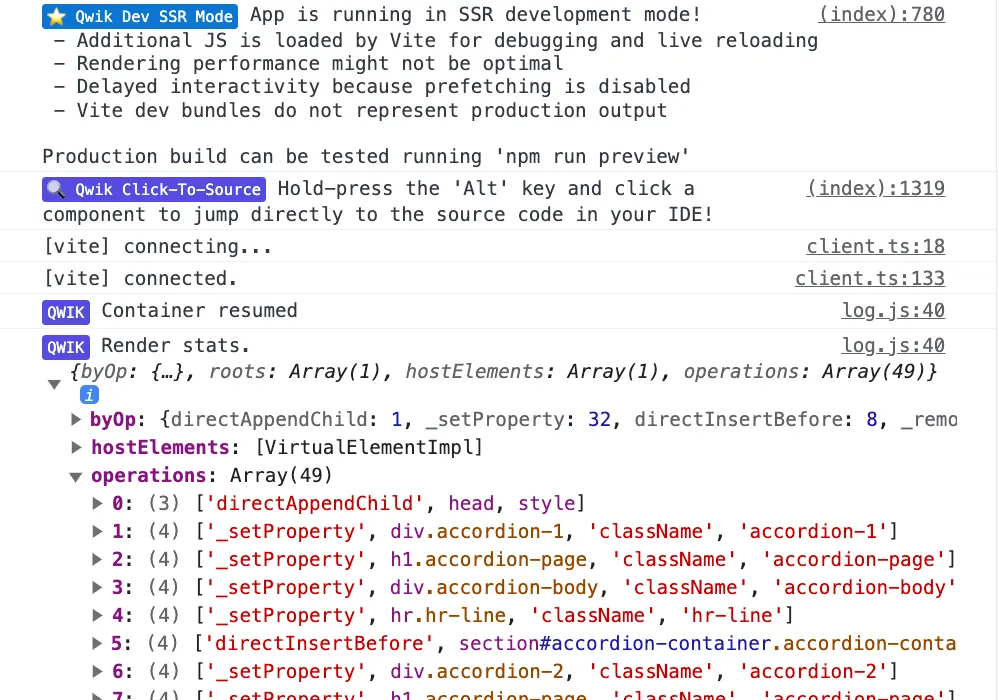 ⭐️ Qwik Dev SSR Mode App is running in SSR development mode! (index):780
– Additional JS is loaded by Vite for debugging and live reloading
– Rendering performance might not be optimal
– Delayed interactivity because prefetching is disabled
– Vite dev bundles do not represent production output
Production build can be tested running 'npm run preview'
🔍 Qwik Click-To-Source Hold-press the 'Alt' key and click a (index):1319
component to jump directly to the source code in your IDE!
[vite] connecting... client.ts:18
[vite] connected. client.ts:133
QWIK Container resumed log.js:40
QWIK Render stats. log.js:40
▼ {byOp: {…}, roots: Array(1), hostElements: Array(1), operations: Array(49)}
i
▶ byOp: {directAppendChild: 1, _setProperty: 32, directInsertBefore: 8, _remo
▶ hostElements: [VirtualElementImpl]
▼ operations: Array(49)
▶ 0: (3) ['directAppendChild', head, style]
▶ 1: (4) ['_setProperty', div.accordion-1, 'className', 'accordion-1']
▶ 2: (4) ['_setProperty', h1.accordion-page, 'className', 'accordion-page']
▶ 3: (4) ['_setProperty', div.accordion-body, 'className', 'accordion-body'
▶ 4: (4) ['_setProperty', hr.hr-line, 'className', 'hr-line']
▶ 5: (4) ['directInsertBefore', section#accordion-container.accordion-conta
▶ 6: (4) ['_setProperty', div.accordion-2, 'className', 'accordion-2']
▶ 7: (4) ['_setProperty', h1.accordion-page, 'className', 'accordion-page']